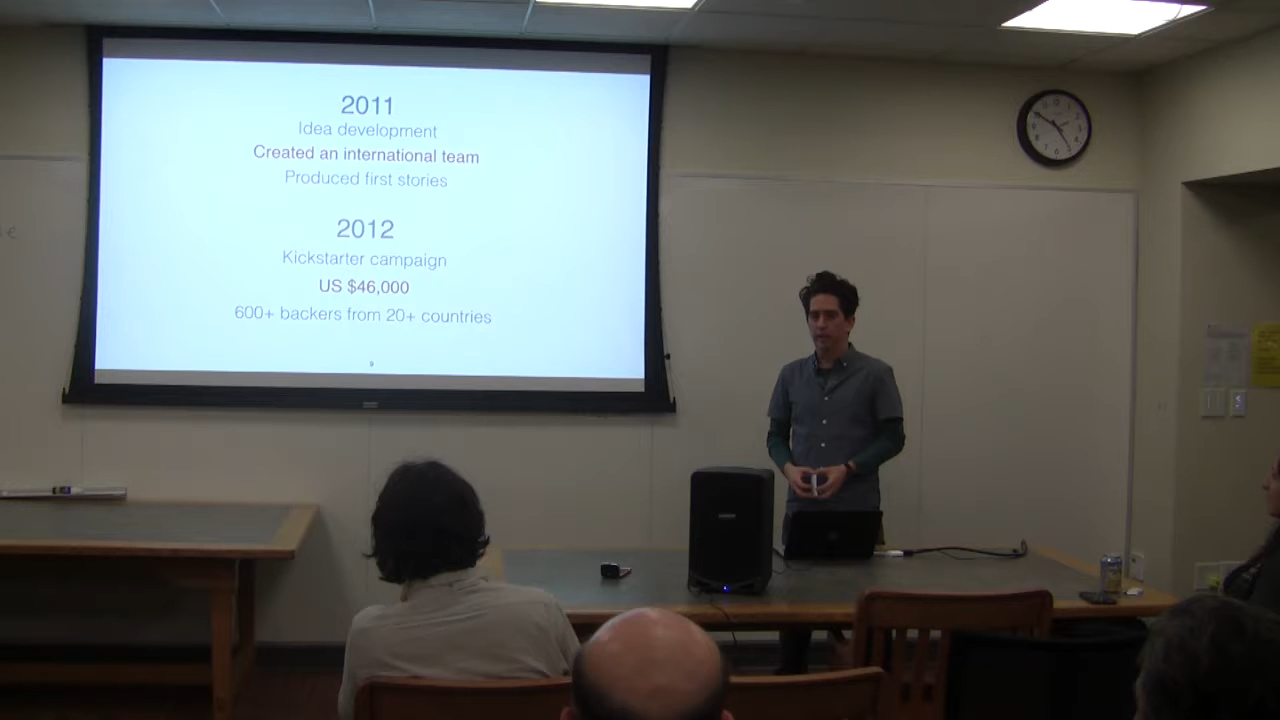 2011
Idea development
Created an international team
Produced first stories
2012
Kickstarter campaign
US $46,000
600+ backers from 20+ countries
9